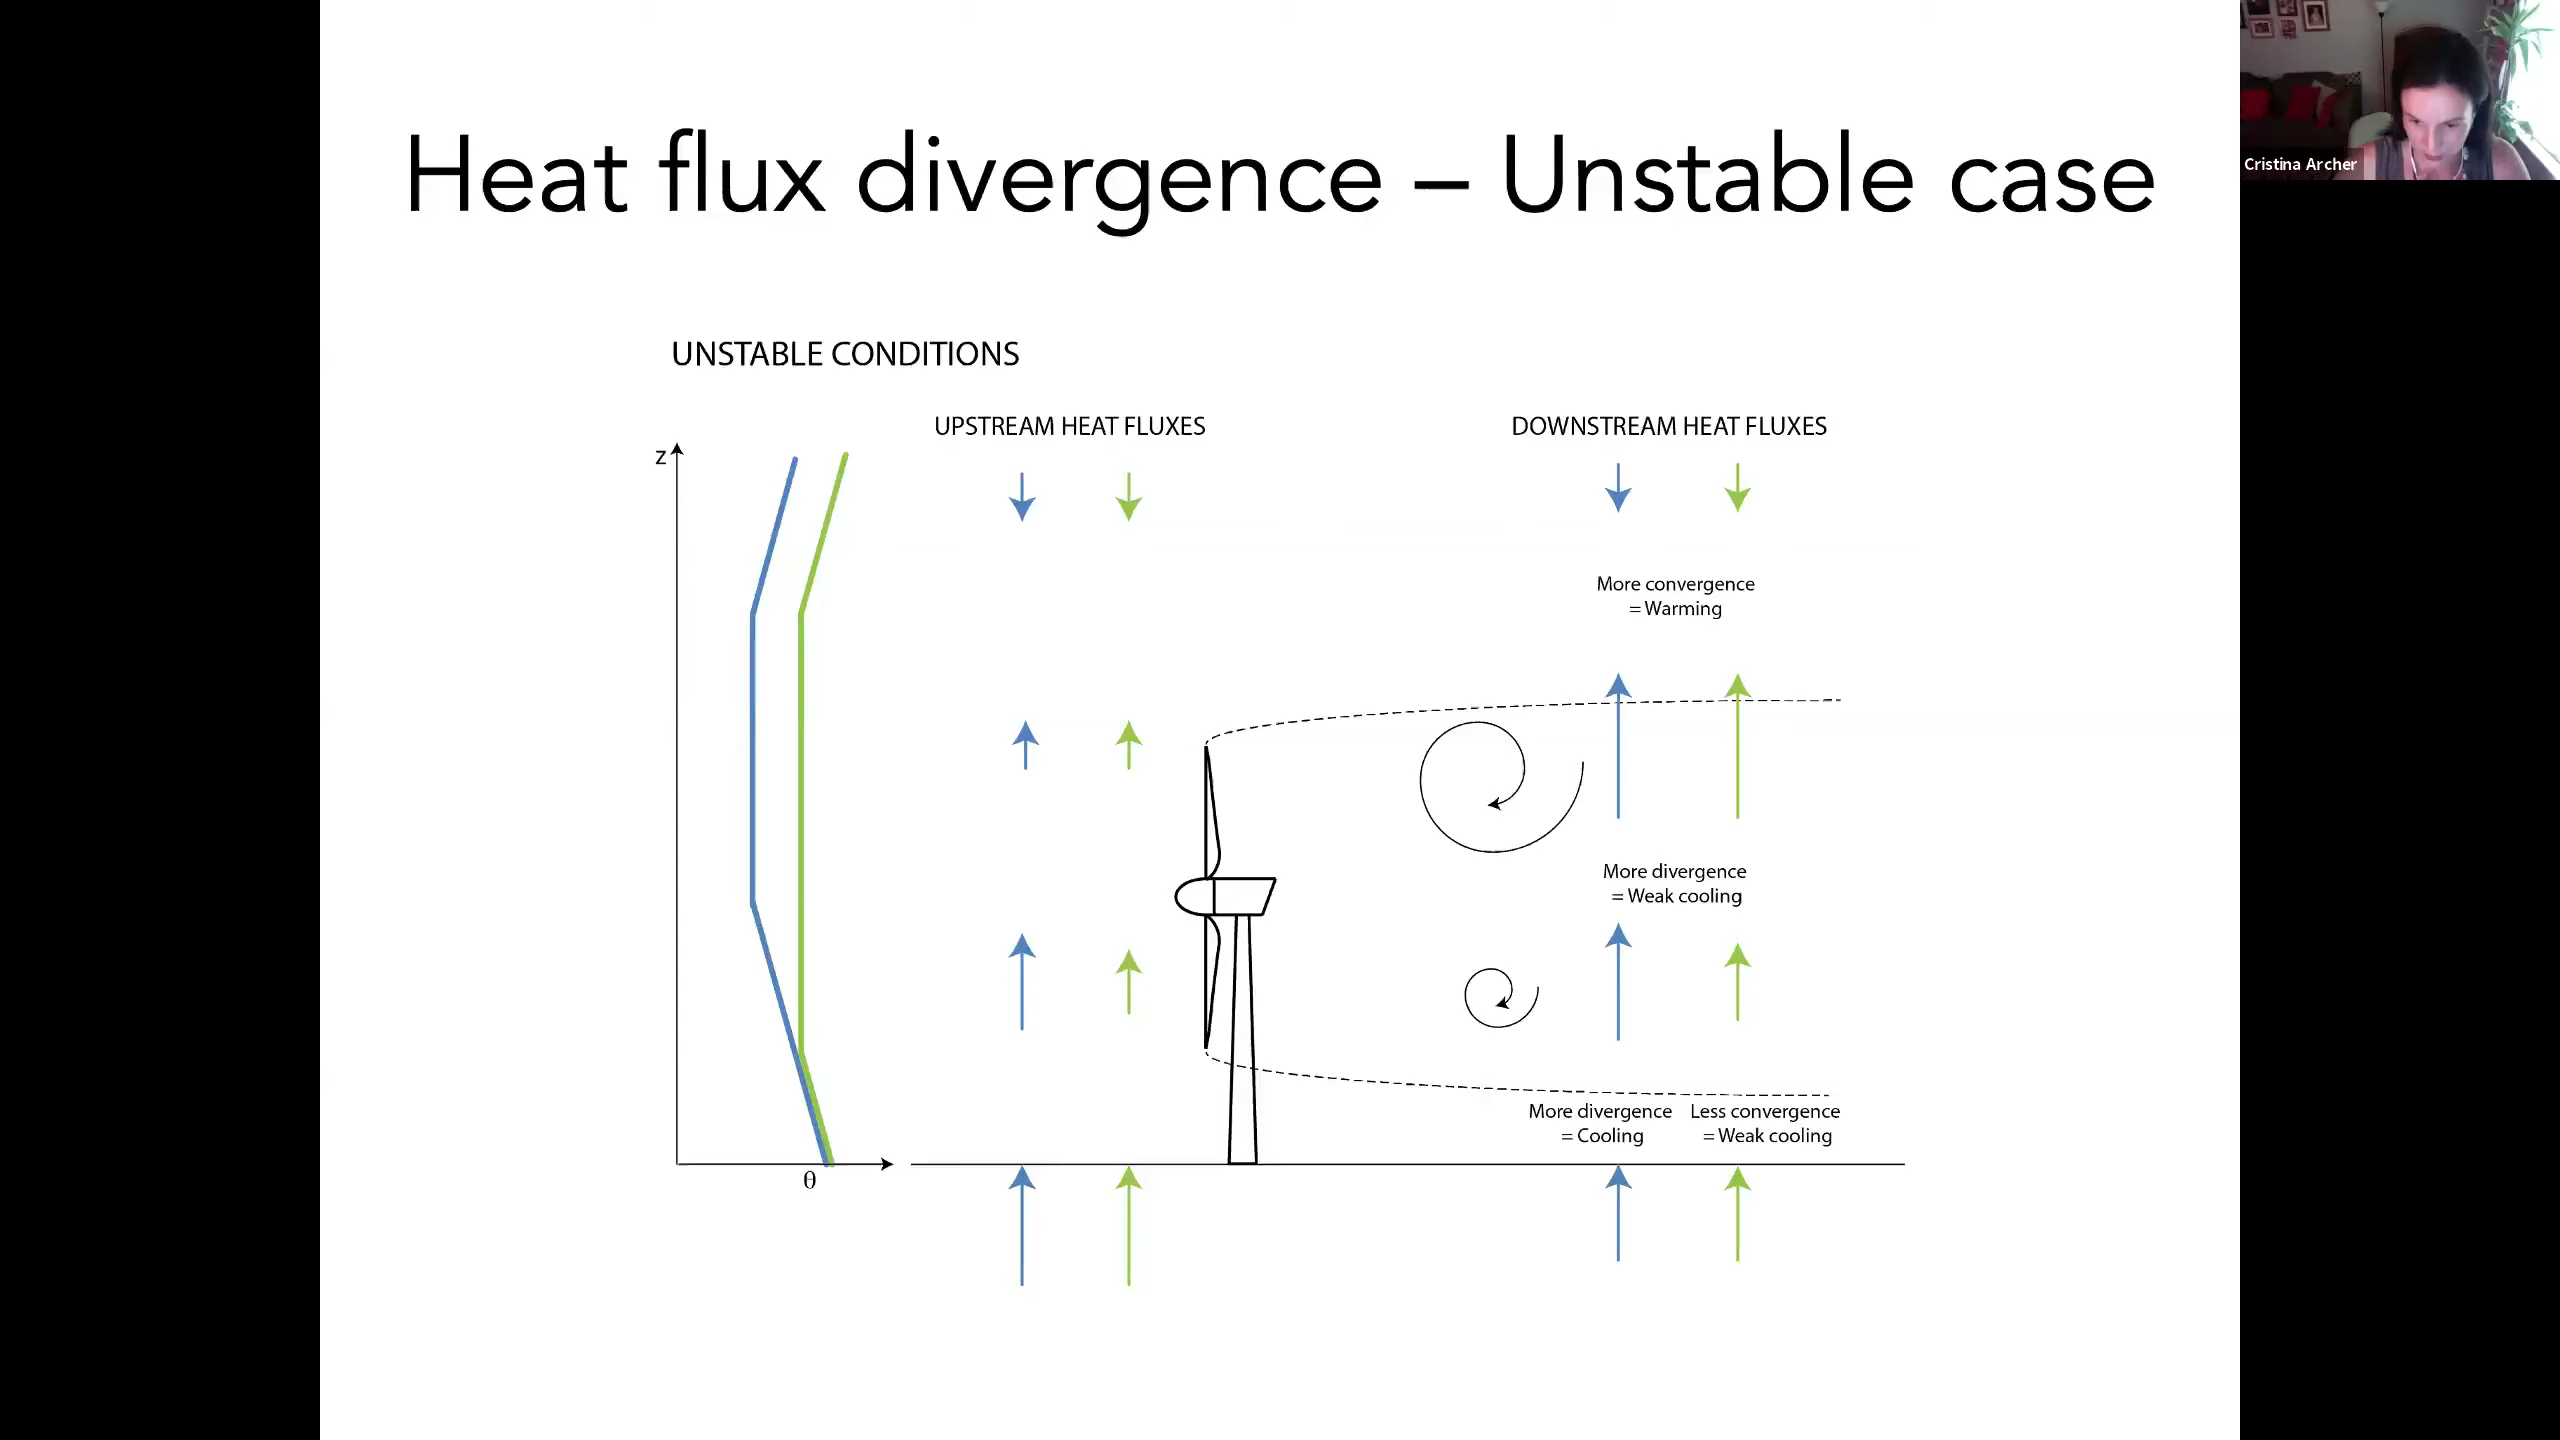 Heat flux divergence – Unstable case
Cristina Archer
UNSTABLE CONDITIONS
UPSTREAM HEAT FLUXES
DOWNSTREAM HEAT FLUXES
z
More convergence
= Warming
More divergence
= Weak cooling
More divergence
= Cooling
Less convergence
= Weak cooling
θ